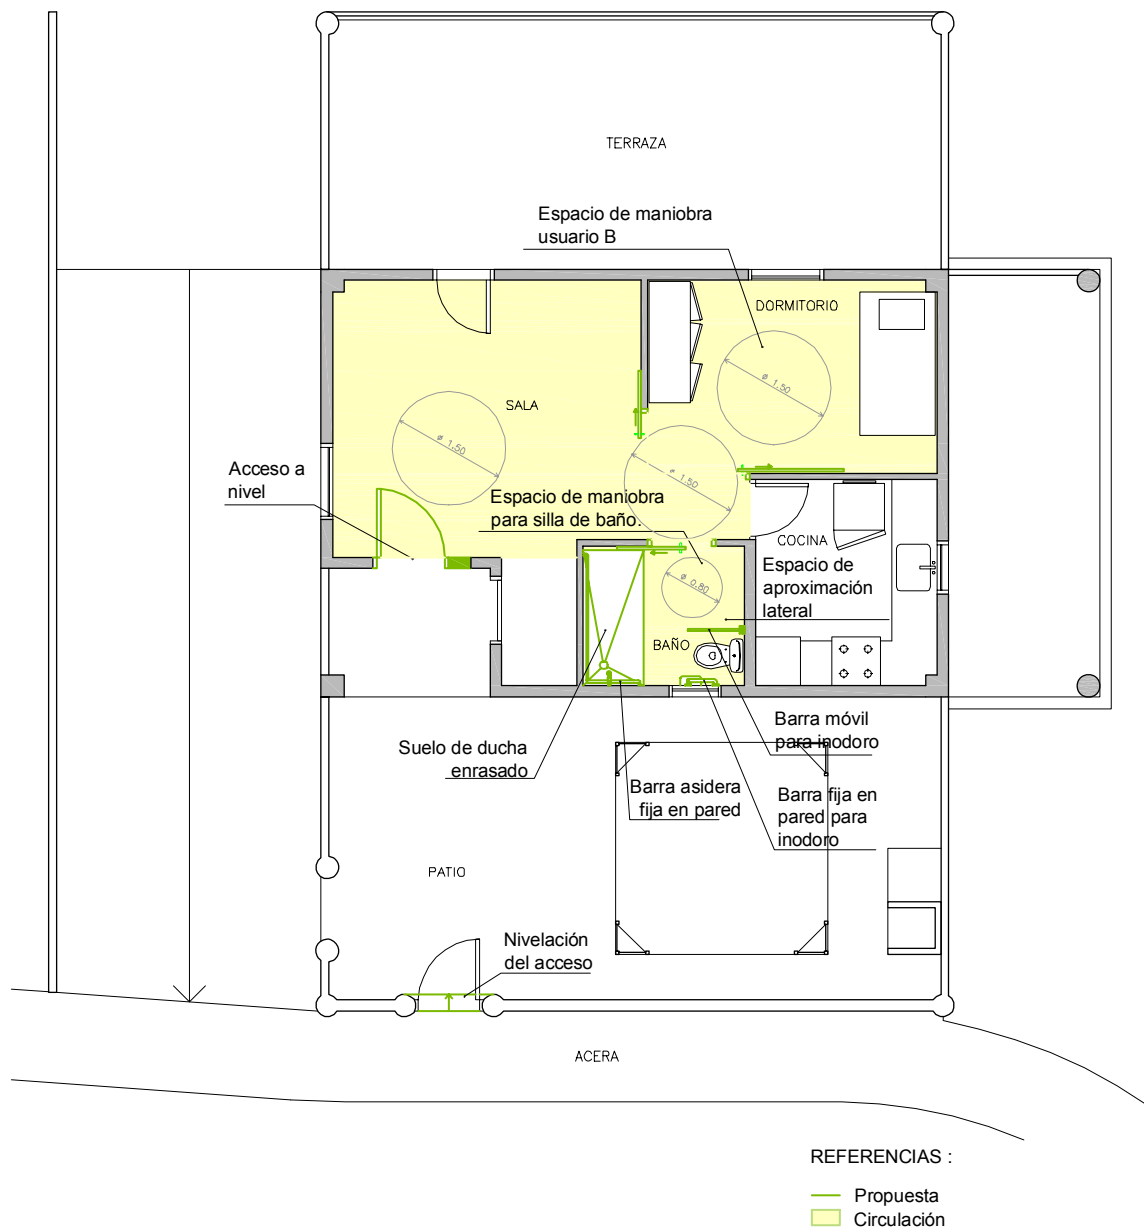 TERRAZA
Espacio de maniobra
usuario B
DORMITORIO
ø 1.50
SALA
ø 1.50
ø 1.50
Acceso a
nivel
Espacio de maniobra
para silla de baño.
COCINA
Espacio de
aproximación
lateral
ø 0.80
BAÑO
Suelo de ducha
enrasado
Barra móvil
para inodoro
Barra asidera
fija en pared
Barra fija en
pared para
inodoro
PATIO
Nivelación
del acceso
ACERA
REFERENCIAS :
Propuesta
Circulación